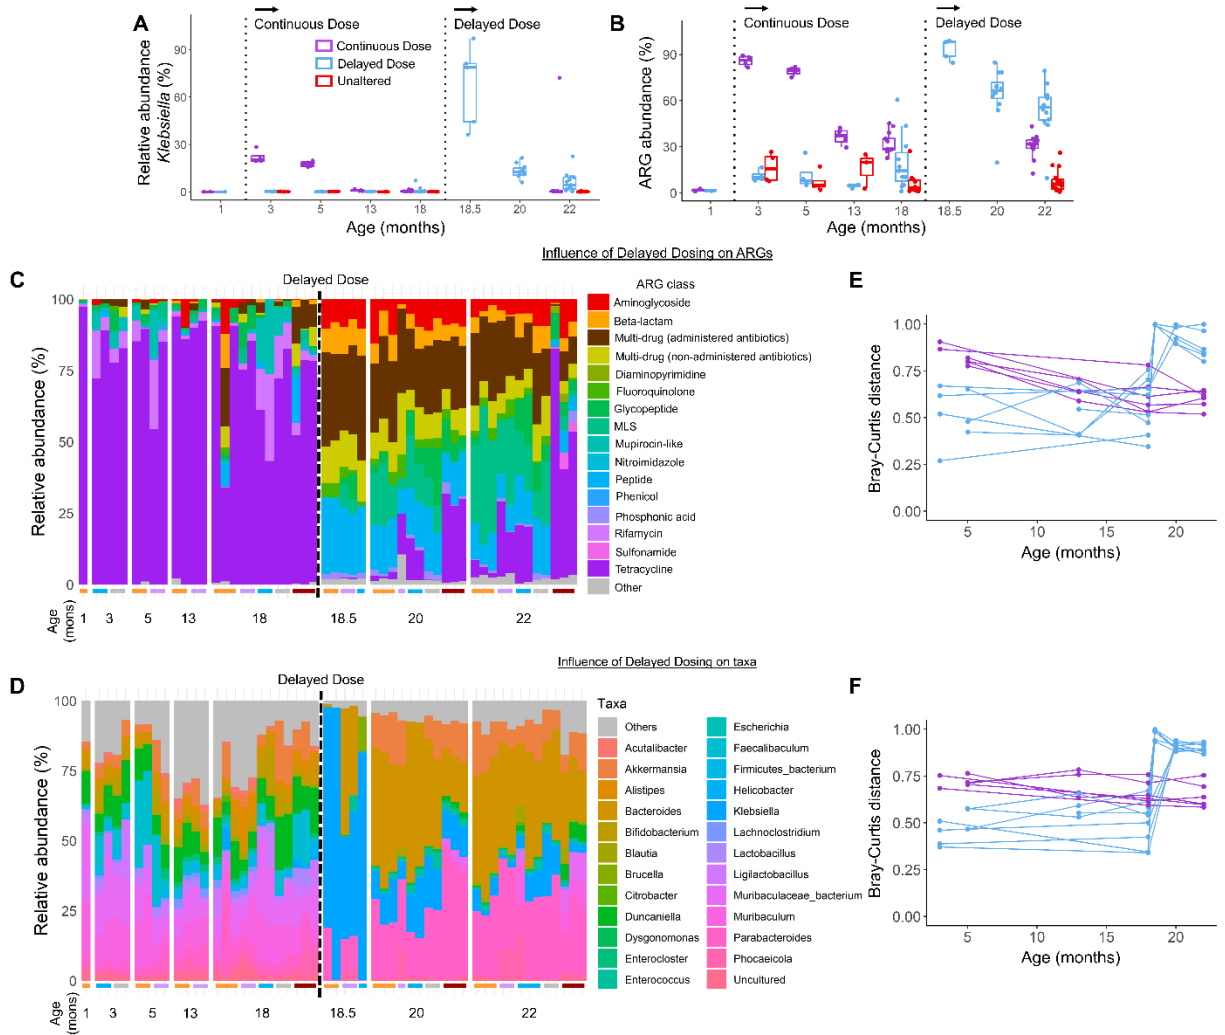 A
Continuous Dose
Delayed Dose
Continuous Dose
Delayed Dose
Unaltered
Relative abundance
Klebsiella (%)
90
60
30
0
1
3
5
13
18
18.5
20
22
Age (months)
B
Continuous Dose
Delayed Dose
ARG abundance (%)
90
60
30
0
1
3
5
13
18
18.5
20
22
Age (months)
Influence of Delayed Dosing on ARGs
C
Delayed Dose
Relative abundance (%)
100
75
50
25
0
Age
(mons)
1
3
5
13
18
18.5
20
22
ARG class
Aminoglycoside
Beta-lactam
Multi-drug (administered antibiotics)
Multi-drug (non-administered antibiotics)
Diaminopyrimidine
Fluoroquinolone
Glycopeptide
MLS
Mupirocin-like
Nitroimidazole
Peptide
Phenicol
Phosphonic acid
Rifamycin
Sulfonamide
Tetracycline
Other
E
Bray-Curtis distance
1.00
0.75
0.50
0.25
0.00
5
10
15
20
Age (months)
Influence of Delayed Dosing on taxa
D
Delayed Dose
Relative abundance (%)
100
75
50
25
0
Age
(mons)
1
3
5
13
18
18.5
20
22
Taxa
Others
Acutalibacter
Akkermansia
Alistipes
Bacteroides
Bifidobacterium
Blautia
Brucella
Citrobacter
Duncaniella
Dysgonomonas
Enterocloster
Enterococcus
Escherichia
Faecalibaculum
Firmicutes_bacterium
Helicobacter
Klebsiella
Lachnoclostridium
Lactobacillus
Ligilactobacillus
Muribaculaceae_bacterium
Muribaculum
Parabacteroides
Phocaeicola
Uncultured
F
Bray-Curtis distance
1.00
0.75
0.50
0.25
0.00
5
10
15
20
Age (months)